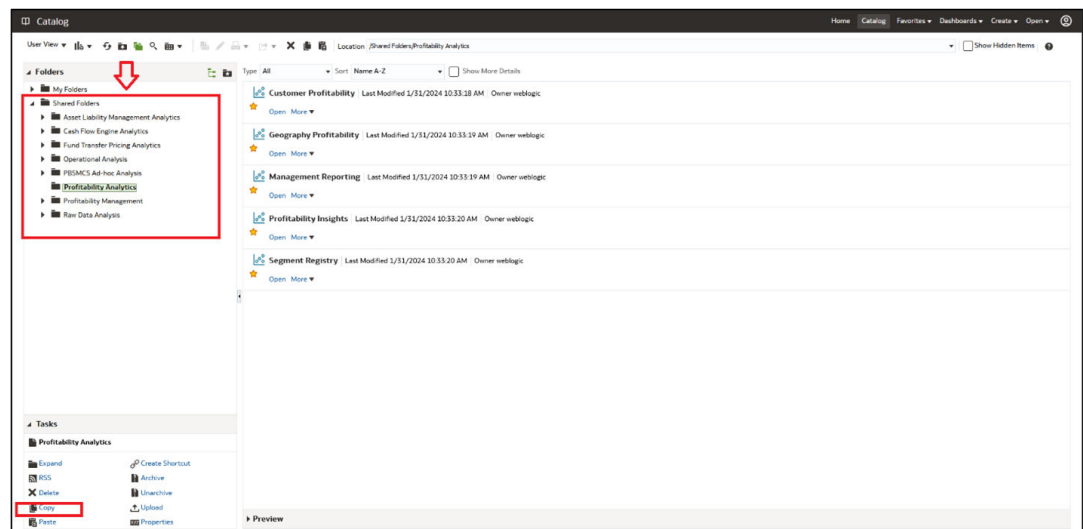 Catalog
Home Catalog Favorites Dashboards Create Open
User View Location /Shared Folders/Profitability Analytics Show Hidden Items
Folders
My Folders
Shared Folders
Asset Liability Management Analytics
Cash Flow Engine Analytics
Fund Transfer Pricing Analytics
Operational Analysis
PBSMCS Ad-hoc Analysis
Profitability Analytics
Profitability Management
Raw Data Analysis
Type All Sort Name A-Z Show More Details
Customer Profitability Last Modified 1/31/2024 10:33:18 AM Owner weblogic
Open More
Geography Profitability Last Modified 1/31/2024 10:33:19 AM Owner weblogic
Open More
Management Reporting Last Modified 1/31/2024 10:33:19 AM Owner weblogic
Open More
Profitability Insights Last Modified 1/31/2024 10:33:20 AM Owner weblogic
Open More
Segment Registry Last Modified 1/31/2024 10:33:20 AM Owner weblogic
Open More
Tasks
Profitability Analytics
Expand Create Shortcut
RSS Archive
Delete Unarchive
Copy Upload
Paste Properties
Preview